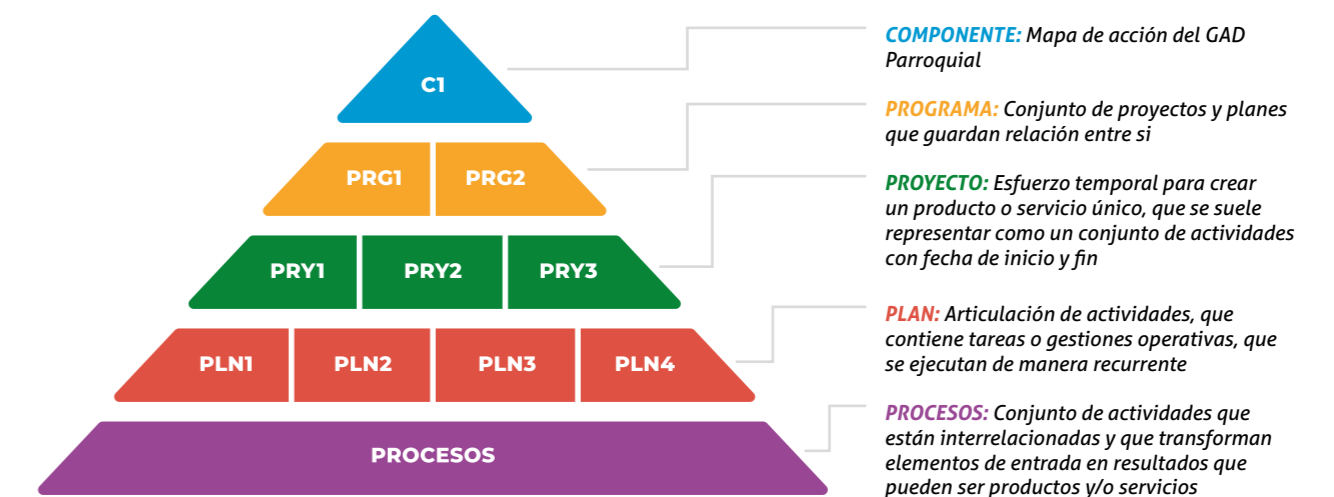 C1
COMPONENTE: Mapa de acción del GAD
Parroquial
PRG1 PRG2
PROGRAMA: Conjunto de proyectos y planes
que guardan relación entre si
PRY1 PRY2 PRY3
PROYECTO: Esfuerzo temporal para crear
un producto o servicio único, que se suele
representar como un conjunto de actividades
con fecha de inicio y fin
PLN1 PLN2 PLN3 PLN4
PLAN: Articulación de actividades, que
contiene tareas o gestiones operativas, que
se ejecutan de manera recurrente
PROCESOS
PROCESOS: Conjunto de actividades que
están interrelacionadas y que transforman
elementos de entrada en resultados que
pueden ser productos y/o servicios